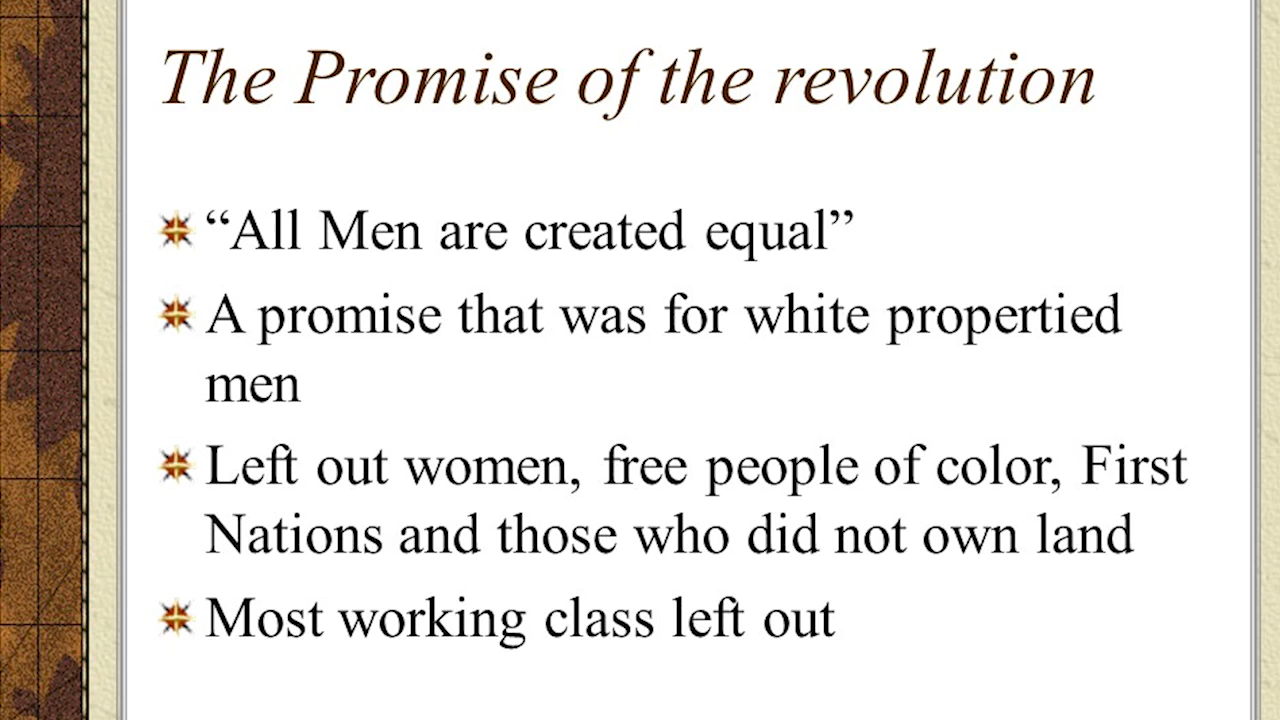 The Promise of the revolution
“All Men are created equal”
A promise that was for white propertied
men
Left out women, free people of color, First
Nations and those who did not own land
Most working class left out